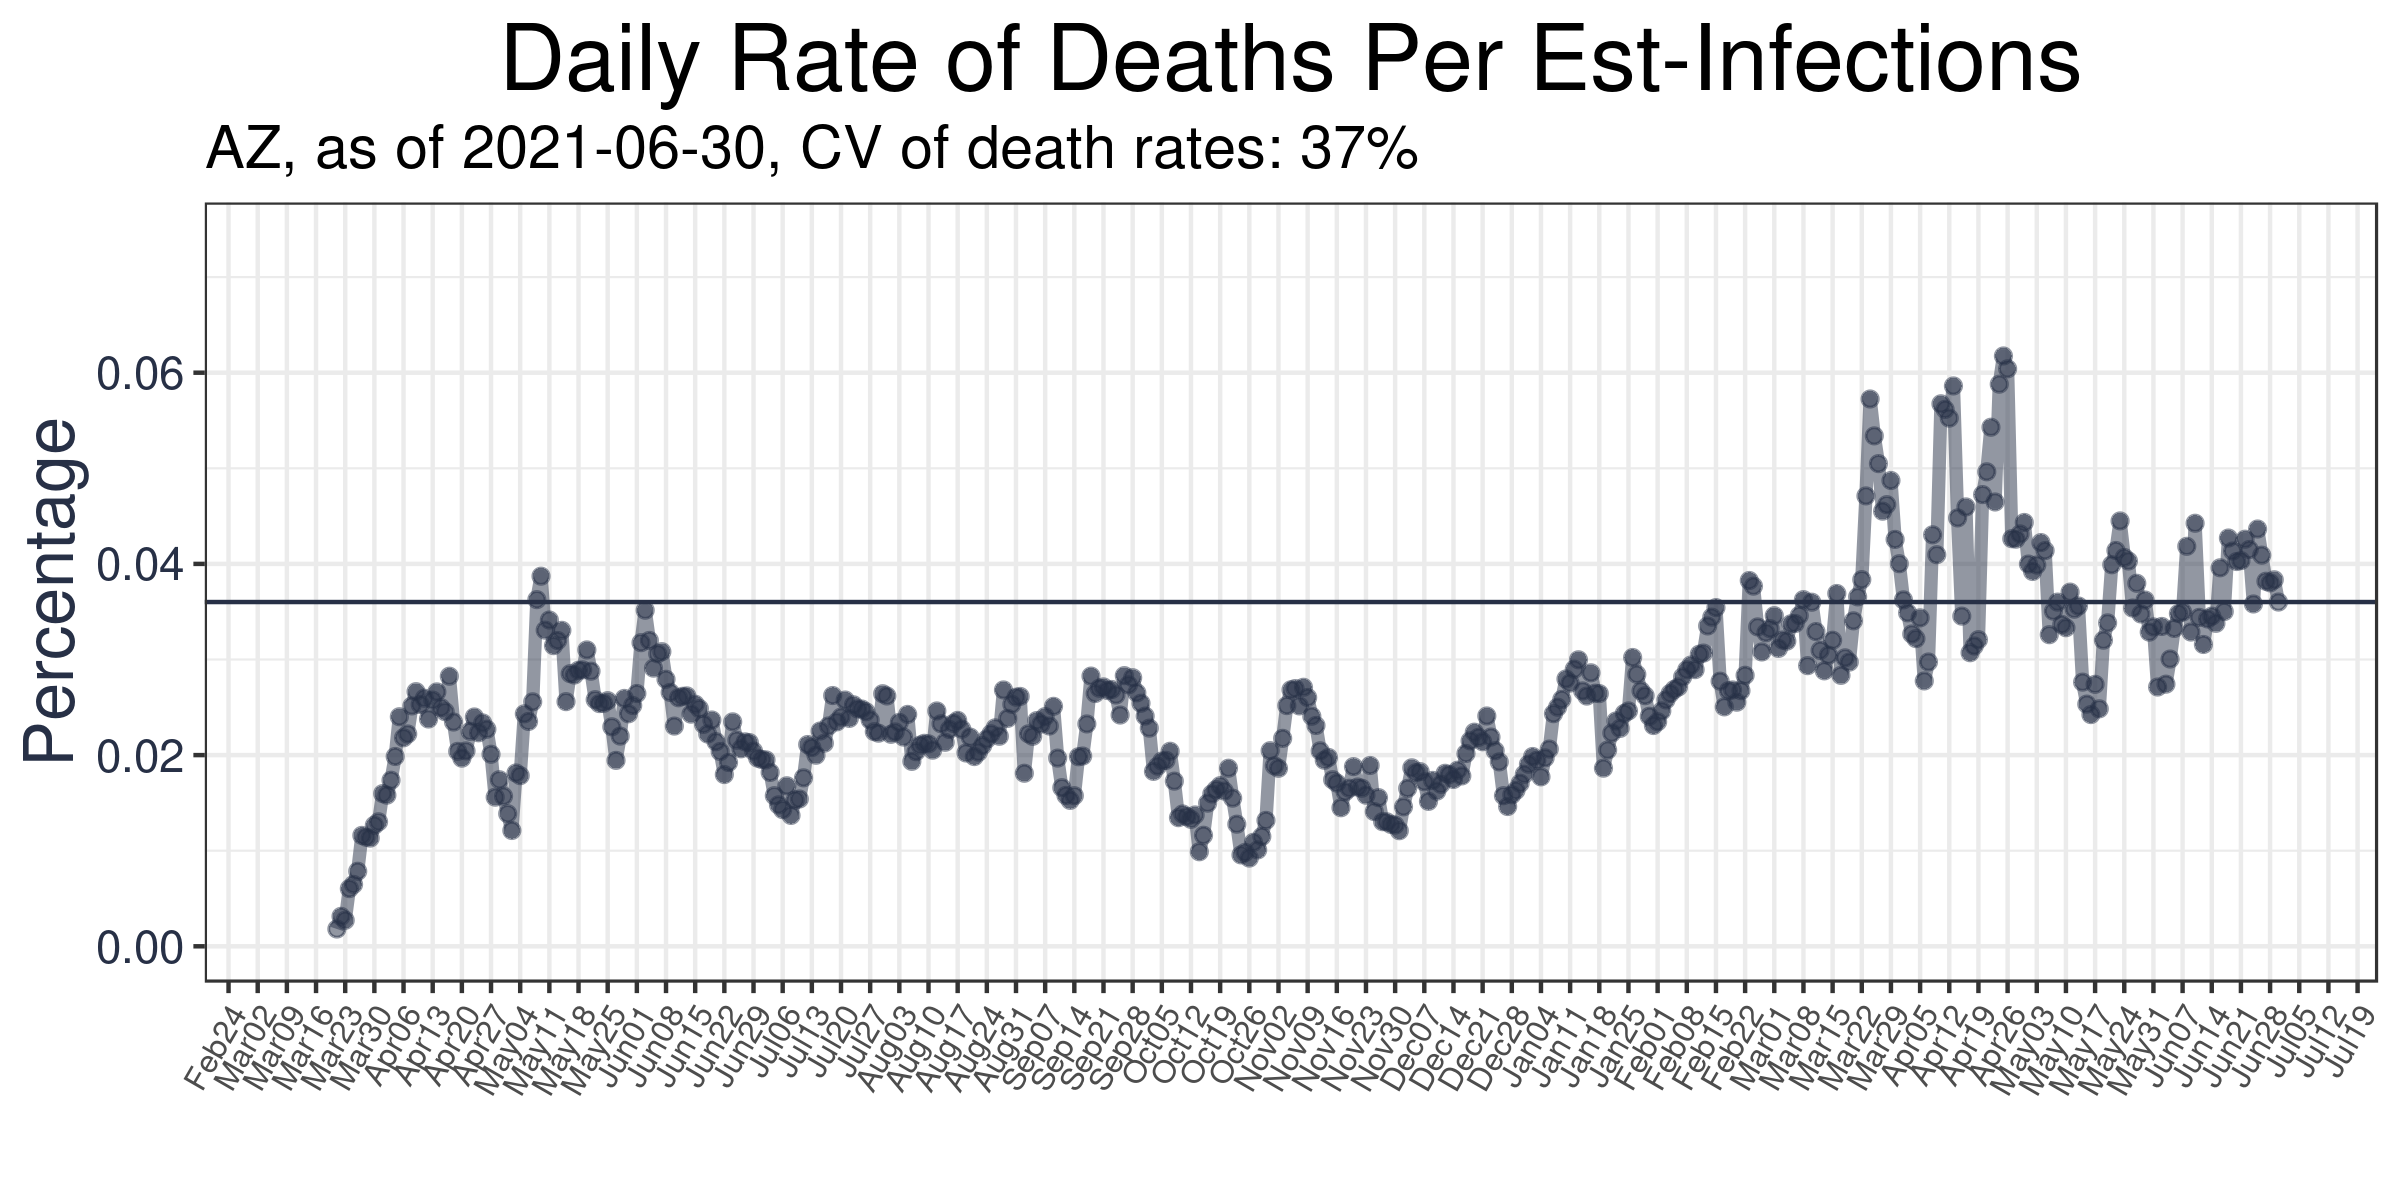 Daily Rate of Deaths Per Est-Infections
AZ, as of 2021-06-30, CV of death rates: 37%
Percentage
0.06
0.04
0.02
0.00
Feb24
Mar02
Mar09
Mar16
Mar23
Mar30
Apr06
Apr13
Apr20
Apr27
May04
May11
May18
May25
Jun01
Jun08
Jun15
Jun22
Jun29
Jul06
Jul13
Jul20
Jul27
Aug03
Aug10
Aug17
Aug24
Aug31
Sep07
Sep14
Sep21
Sep28
Oct05
Oct12
Oct19
Oct26
Nov02
Nov09
Nov16
Nov23
Nov30
Dec07
Dec14
Dec21
Dec28
Jan04
Jan11
Jan18
Jan25
Feb01
Feb08
Feb15
Feb22
Mar01
Mar08
Mar15
Mar22
Mar29
Apr05
Apr12
Apr19
Apr26
May03
May10
May17
May24
May31
Jun07
Jun14
Jun21
Jun28
Jul05
Jul12
Jul19